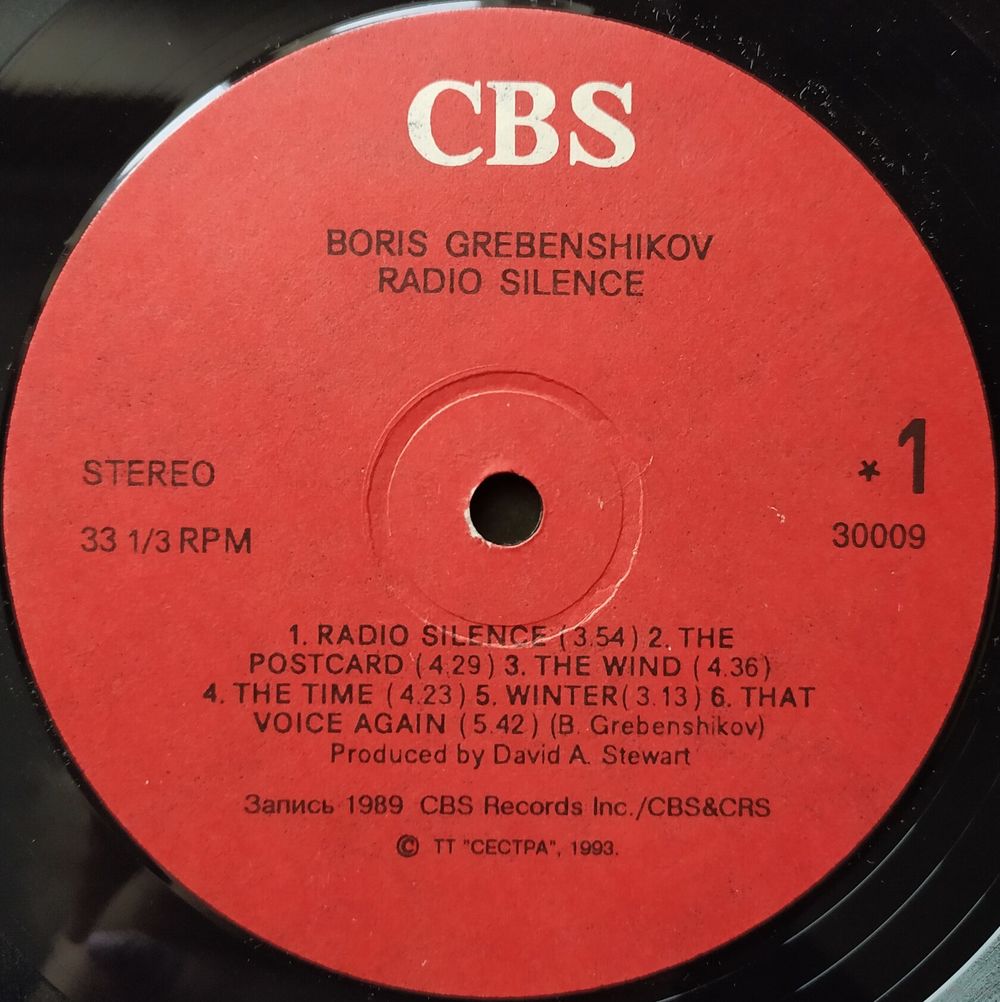 CBS
BORIS GREBENSHIKOV
RADIO SILENCE
STEREO
* 1
33 1/3 RPM
30009
1. RADIO SILENCE (3.54) 2. THE
POSTCARD (4.29) 3. THE WIND (4.36)
4. THE TIME (4.23) 5. WINTER (3.13) 6. THAT
VOICE AGAIN (5.42) (B. Grebenshikov)
Produced by David A. Stewart
Запись 1989 CBS Records Inc./CBS&CRS
© ТТ "СЕСТРА", 1993.